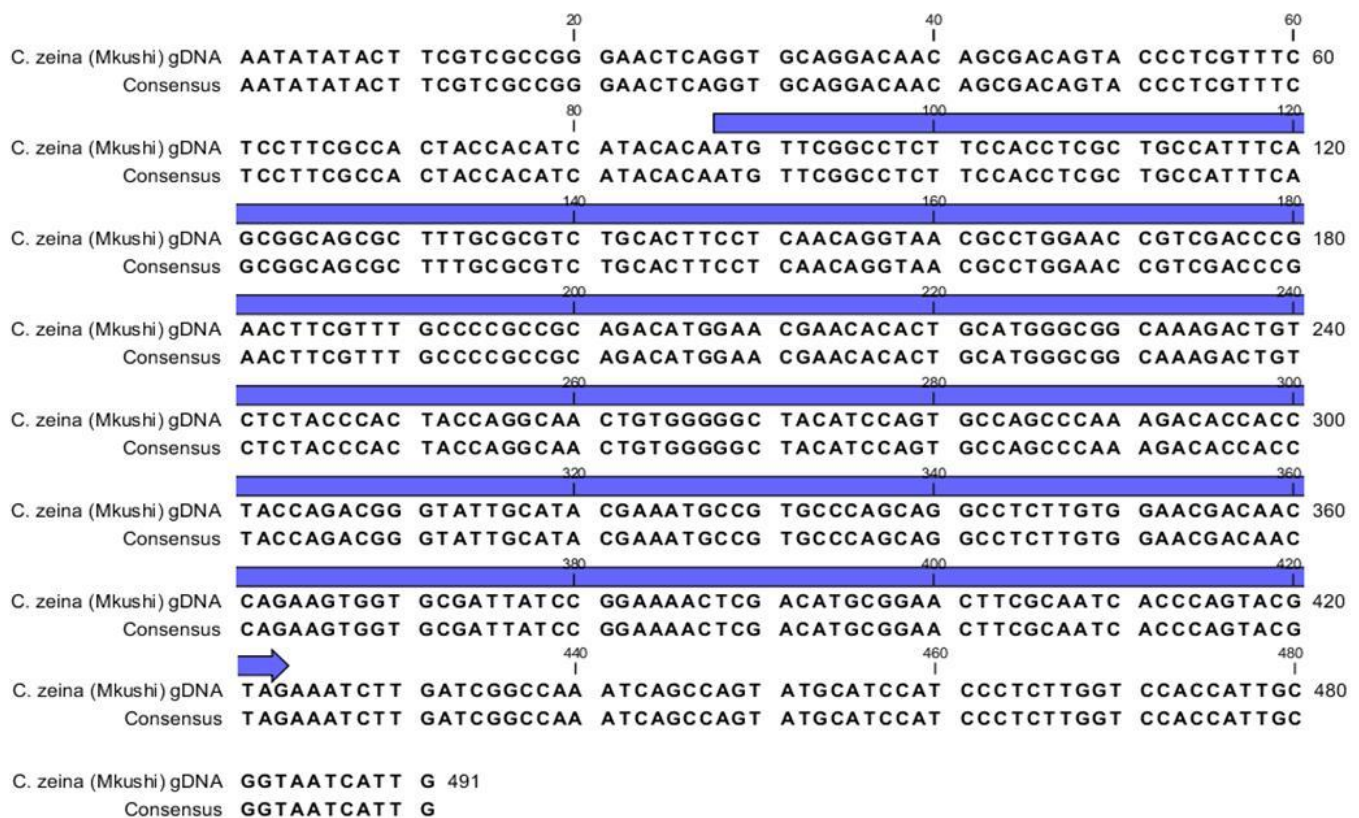 20 40 60
C. zeina (Mkushi) gDNA AATATATACT TCGTCGCCGG GAACTCAGGT GCAGGACAAC AGCGACAGTA CCCTCGTTTC 60
Consensus AATATATACT TCGTCGCCGG GAACTCAGGT GCAGGACAAC AGCGACAGTA CCCTCGTTTC
80 100 120
C. zeina (Mkushi) gDNA TCCTTCGCCA CTACCACATC ATACACAATG TTCGGCCTCT TCCACCTCGC TGCCATTTCA 120
Consensus TCCTTCGCCA CTACCACATC ATACACAATG TTCGGCCTCT TCCACCTCGC TGCCATTTCA
140 160 180
C. zeina (Mkushi) gDNA GCGGCAGCGC TTTGCGCGTC TGCACTTCCT CAACAGGTAA CGCCTGGAAC CGTCGACCCG 180
Consensus GCGGCAGCGC TTTGCGCGTC TGCACTTCCT CAACAGGTAA CGCCTGGAAC CGTCGACCCG
200 220 240
C. zeina (Mkushi) gDNA AACTTCGTTT GCCCCGCCGC AGACATGGAA CGAACACACT GCATGGGCGG CAAAGACTGT 240
Consensus AACTTCGTTT GCCCCGCCGC AGACATGGAA CGAACACACT GCATGGGCGG CAAAGACTGT
260 280 300
C. zeina (Mkushi) gDNA CTCTACCCAC TACCAGGCAA CTGTGGGGGC TACATCCAGT GCCAGCCCAA AGACACCACC 300
Consensus CTCTACCCAC TACCAGGCAA CTGTGGGGGC TACATCCAGT GCCAGCCCAA AGACACCACC
320 340 360
C. zeina (Mkushi) gDNA TACCAGACGG GTATTGCATA CGAAATGCCG TGCCCAGCAG GCCTCTTGTG GAACGACAAC 360
Consensus TACCAGACGG GTATTGCATA CGAAATGCCG TGCCCAGCAG GCCTCTTGTG GAACGACAAC
380 400 420
C. zeina (Mkushi) gDNA CAGAAGTGGT GCGATTATCC GGAAAACTCG ACATGCGGAA CTTCGCAATC ACCCAGTACG 420
Consensus CAGAAGTGGT GCGATTATCC GGAAAACTCG ACATGCGGAA CTTCGCAATC ACCCAGTACG
440 460 480
C. zeina (Mkushi) gDNA TAGAAATCTT GATCGGCCAA ATCAGCCAGT ATGCATCCAT CCCTCTTGGT CCACCATTGC 480
Consensus TAGAAATCTT GATCGGCCAA ATCAGCCAGT ATGCATCCAT CCCTCTTGGT CCACCATTGC
C. zeina (Mkushi) gDNA GGTAATCATT G 491
Consensus GGTAATCATT G